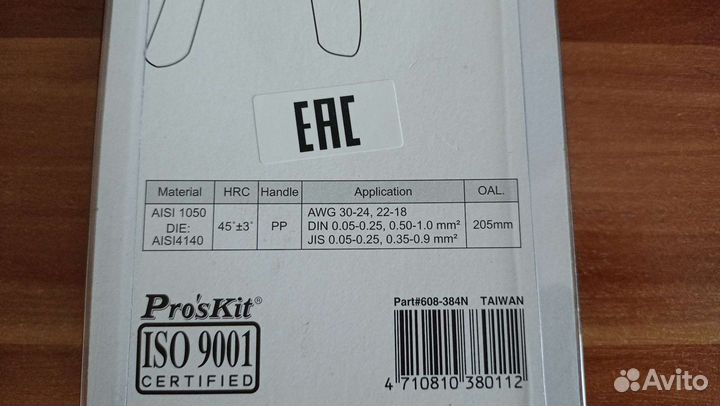 EAC
Material HRC Handle Application OAL.
AISI 1050 DIE: AISI4140 45°±3° PP AWG 30-24, 22-18 205mm
DIN 0.05-0.25, 0.50-1.0 mm²
JIS 0.05-0.25, 0.35-0.9 mm²
Pro'sKit®
ISO 9001
CERTIFIED
Part#608-384N TAIWAN
4 710810 380112
Avito